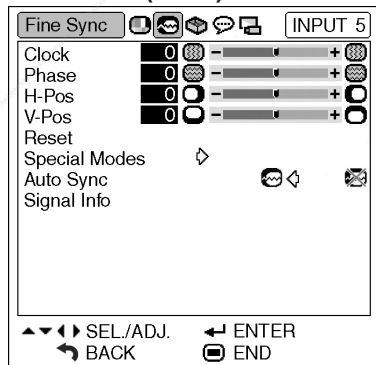 Fine Sync INPUT 5
Clock 0 - +
Phase 0 - +
H-Pos 0 - +
V-Pos 0 - +
Reset
Special Modes
Auto Sync
Signal Info
SEL./ADJ. ENTER
BACK END